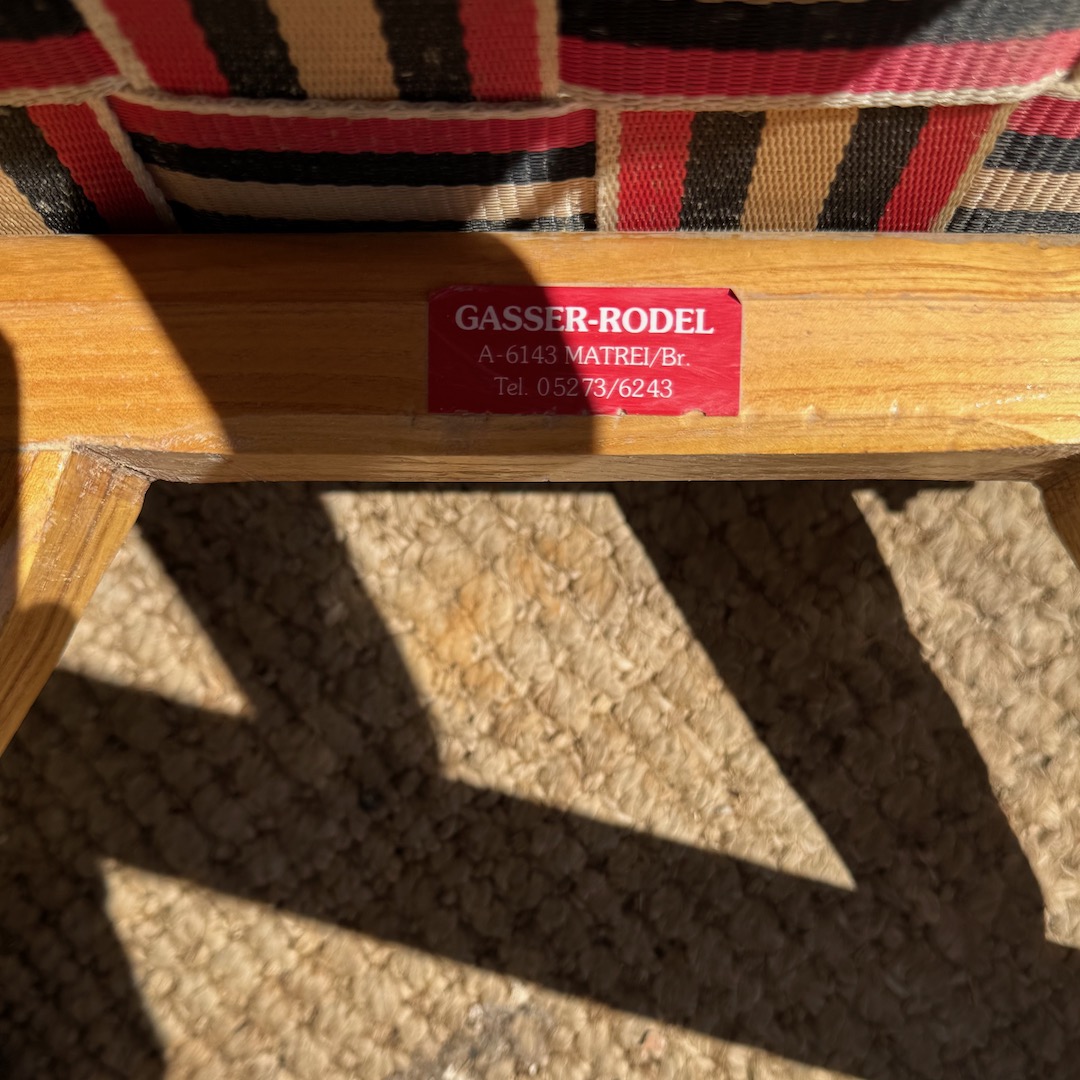 GASSER-RODEL
A-6143 MATREI/Br.
Tel. 05273/6243